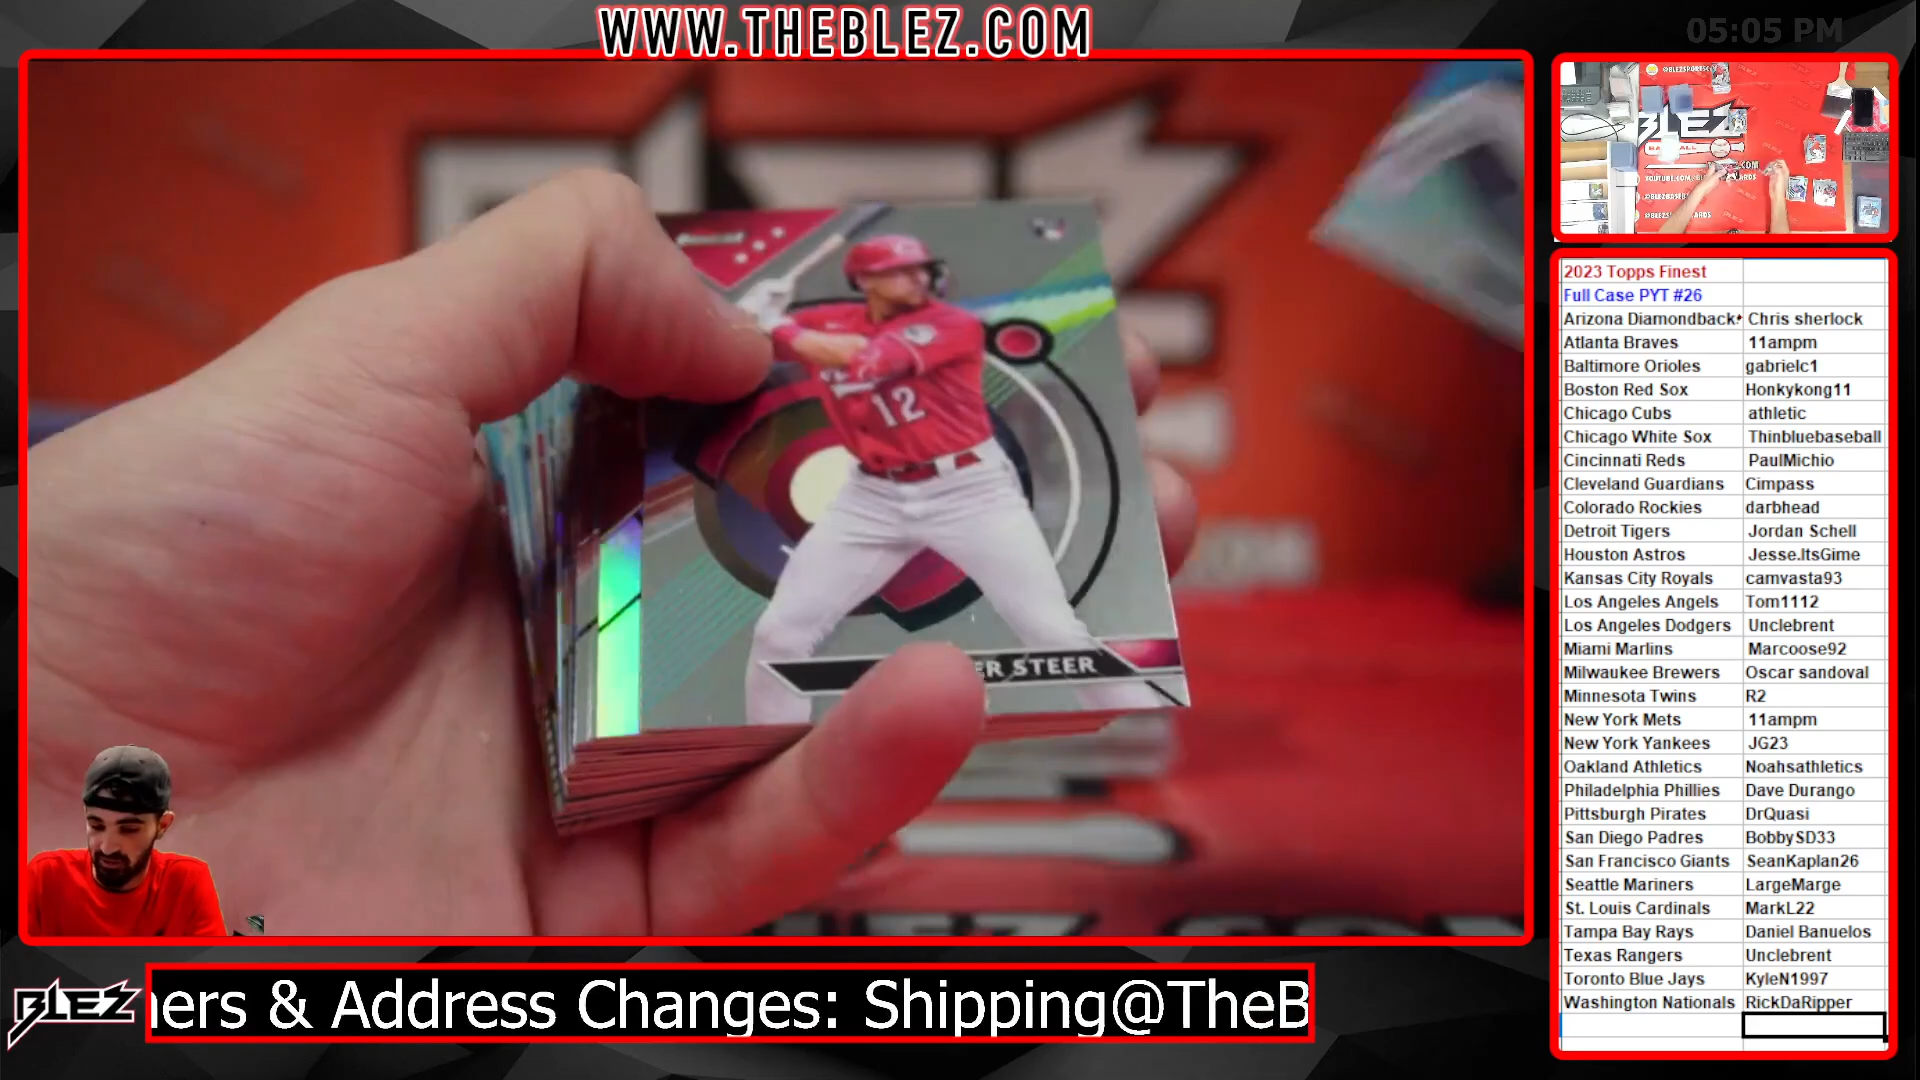 WWW.THEBLEZ.COM
05:05 PM
BLEZ
12
ER STEER
2023 Topps Finest
Full Case PYT #26
Arizona Diamondback Chris sherlock
Atlanta Braves 11ampm
Baltimore Orioles gabrielc1
Boston Red Sox Honkykong11
Chicago Cubs athletic
Chicago White Sox Thinbluebaseball
Cincinnati Reds PaulMichio
Cleveland Guardians Cimpass
Colorado Rockies darbhead
Detroit Tigers Jordan Schell
Houston Astros Jesse.ItsGime
Kansas City Royals camvasta93
Los Angeles Angels Tom1112
Los Angeles Dodgers Unclebrent
Miami Marlins Marcoose92
Milwaukee Brewers Oscar sandoval
Minnesota Twins R2
New York Mets 11ampm
New York Yankees JG23
Oakland Athletics Noahsathletics
Philadelphia Phillies Dave Durango
Pittsburgh Pirates DrQuasi
San Diego Padres BobbySD33
San Francisco Giants SeanKaplan26
Seattle Mariners LargeMarge
St. Louis Cardinals MarkL22
Tampa Bay Rays Daniel Banuelos
Texas Rangers Unclebrent
Toronto Blue Jays KyleN1997
Washington Nationals RickDaRipper
BLEZ
ers & Address Changes: Shipping@TheB